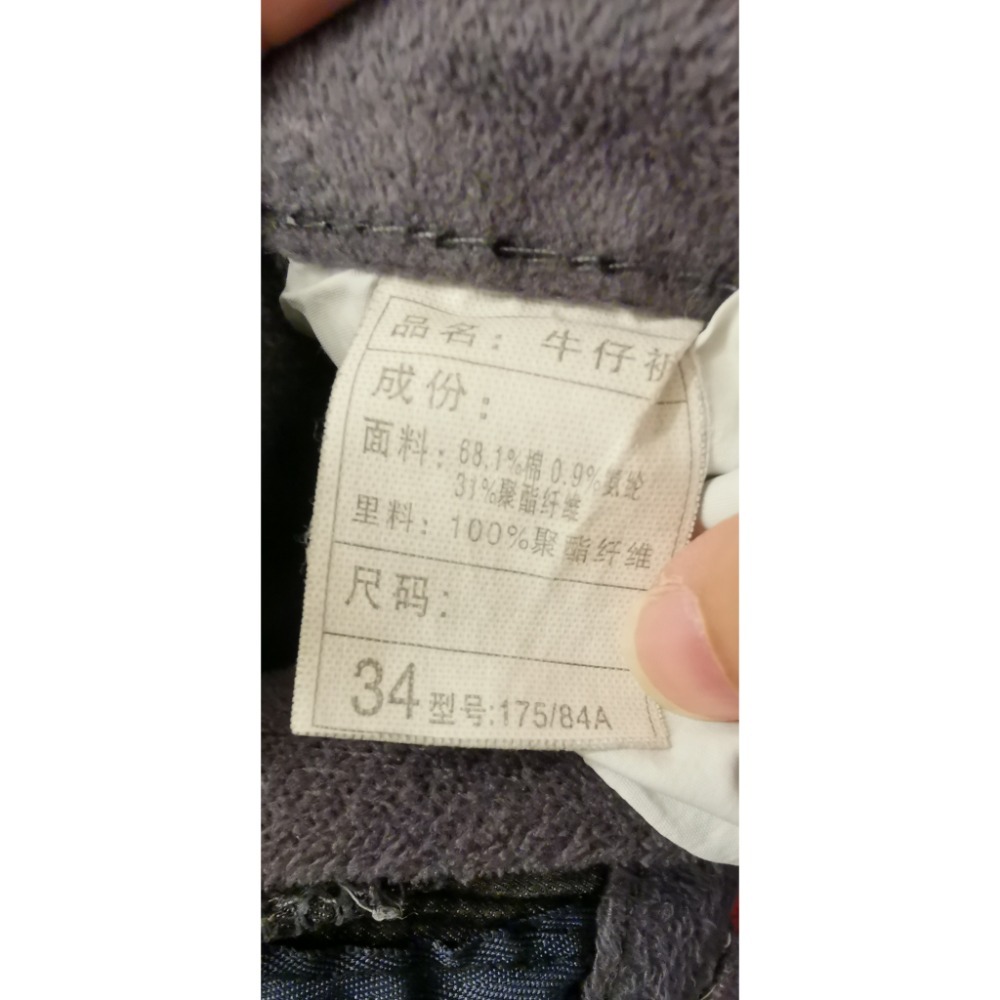 品名：牛仔裤
成份：
面料：68.1%棉 0.9%氨纶
31%聚酯纤维
里料：100%聚酯纤维
尺码：
34 型号:175/84A